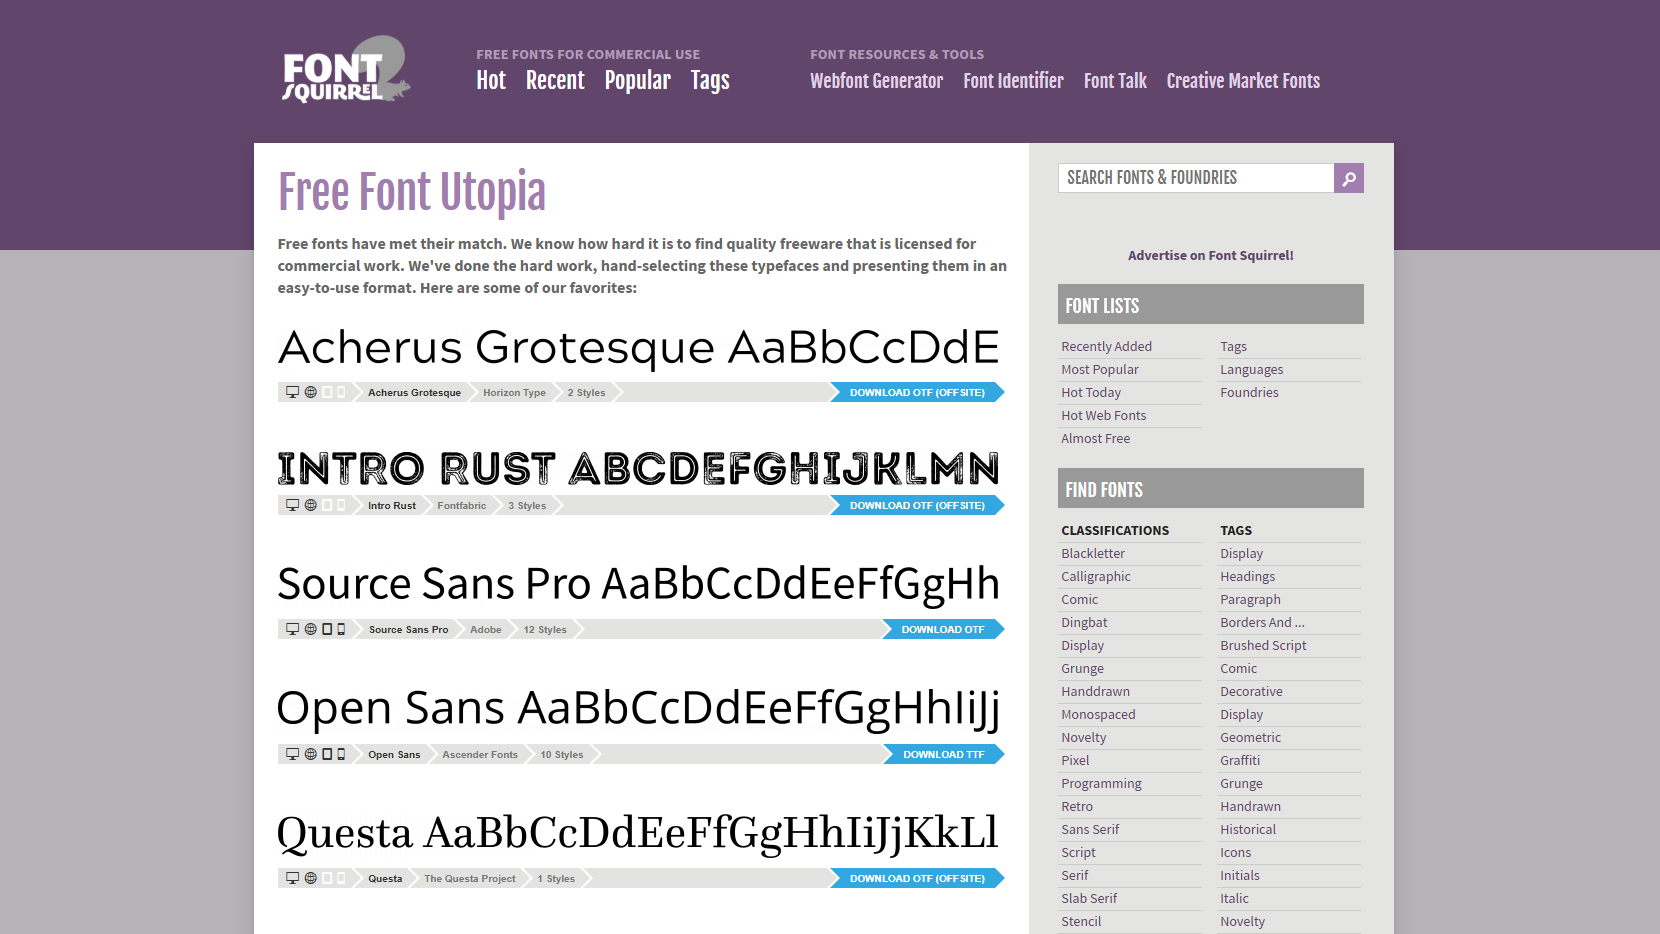 FONT SQUIRREL
FREE FONTS FOR COMMERCIAL USE
Hot Recent Popular Tags
FONT RESOURCES & TOOLS
Webfont Generator Font Identifier Font Talk Creative Market Fonts
Free Font Utopia
Free fonts have met their match. We know how hard it is to find quality freeware that is licensed for
commercial work. We've done the hard work, hand-selecting these typefaces and presenting them in an
easy-to-use format. Here are some of our favorites:
Acherus Grotesque AaBbCcDdE
Acherus Grotesque Horizon Type 2 Styles DOWNLOAD OTF (OFFSITE)
INTRO RUST ABCDEFGHIJKLMN
Intro Rust Fontfabric 3 Styles DOWNLOAD OTF (OFFSITE)
Source Sans Pro AaBbCcDdEeFfGgHh
Source Sans Pro Adobe 12 Styles DOWNLOAD OTF
Open Sans AaBbCcDdEeFfGgHhIiJj
Open Sans Ascender Fonts 10 Styles DOWNLOAD TTF
Questa AaBbCcDdEeFfGgHhIiJjKkLl
Questa The Questa Project 1 Styles DOWNLOAD OTF (OFFSITE)
SEARCH FONTS & FOUNDRIES
Advertise on Font Squirrel!
FONT LISTS
Recently Added Tags
Most Popular Languages
Hot Today Foundries
Hot Web Fonts
Almost Free
FIND FONTS
CLASSIFICATIONS TAGS
Blackletter Display
Calligraphic Headings
Comic Paragraph
Dingbat Borders And ...
Display Brushed Script
Grunge Comic
Handdrawn Decorative
Monospaced Display
Novelty Geometric
Pixel Graffiti
Programming Grunge
Retro Handrawn
Sans Serif Historical
Script Icons
Serif Initials
Slab Serif Italic
Stencil Novelty